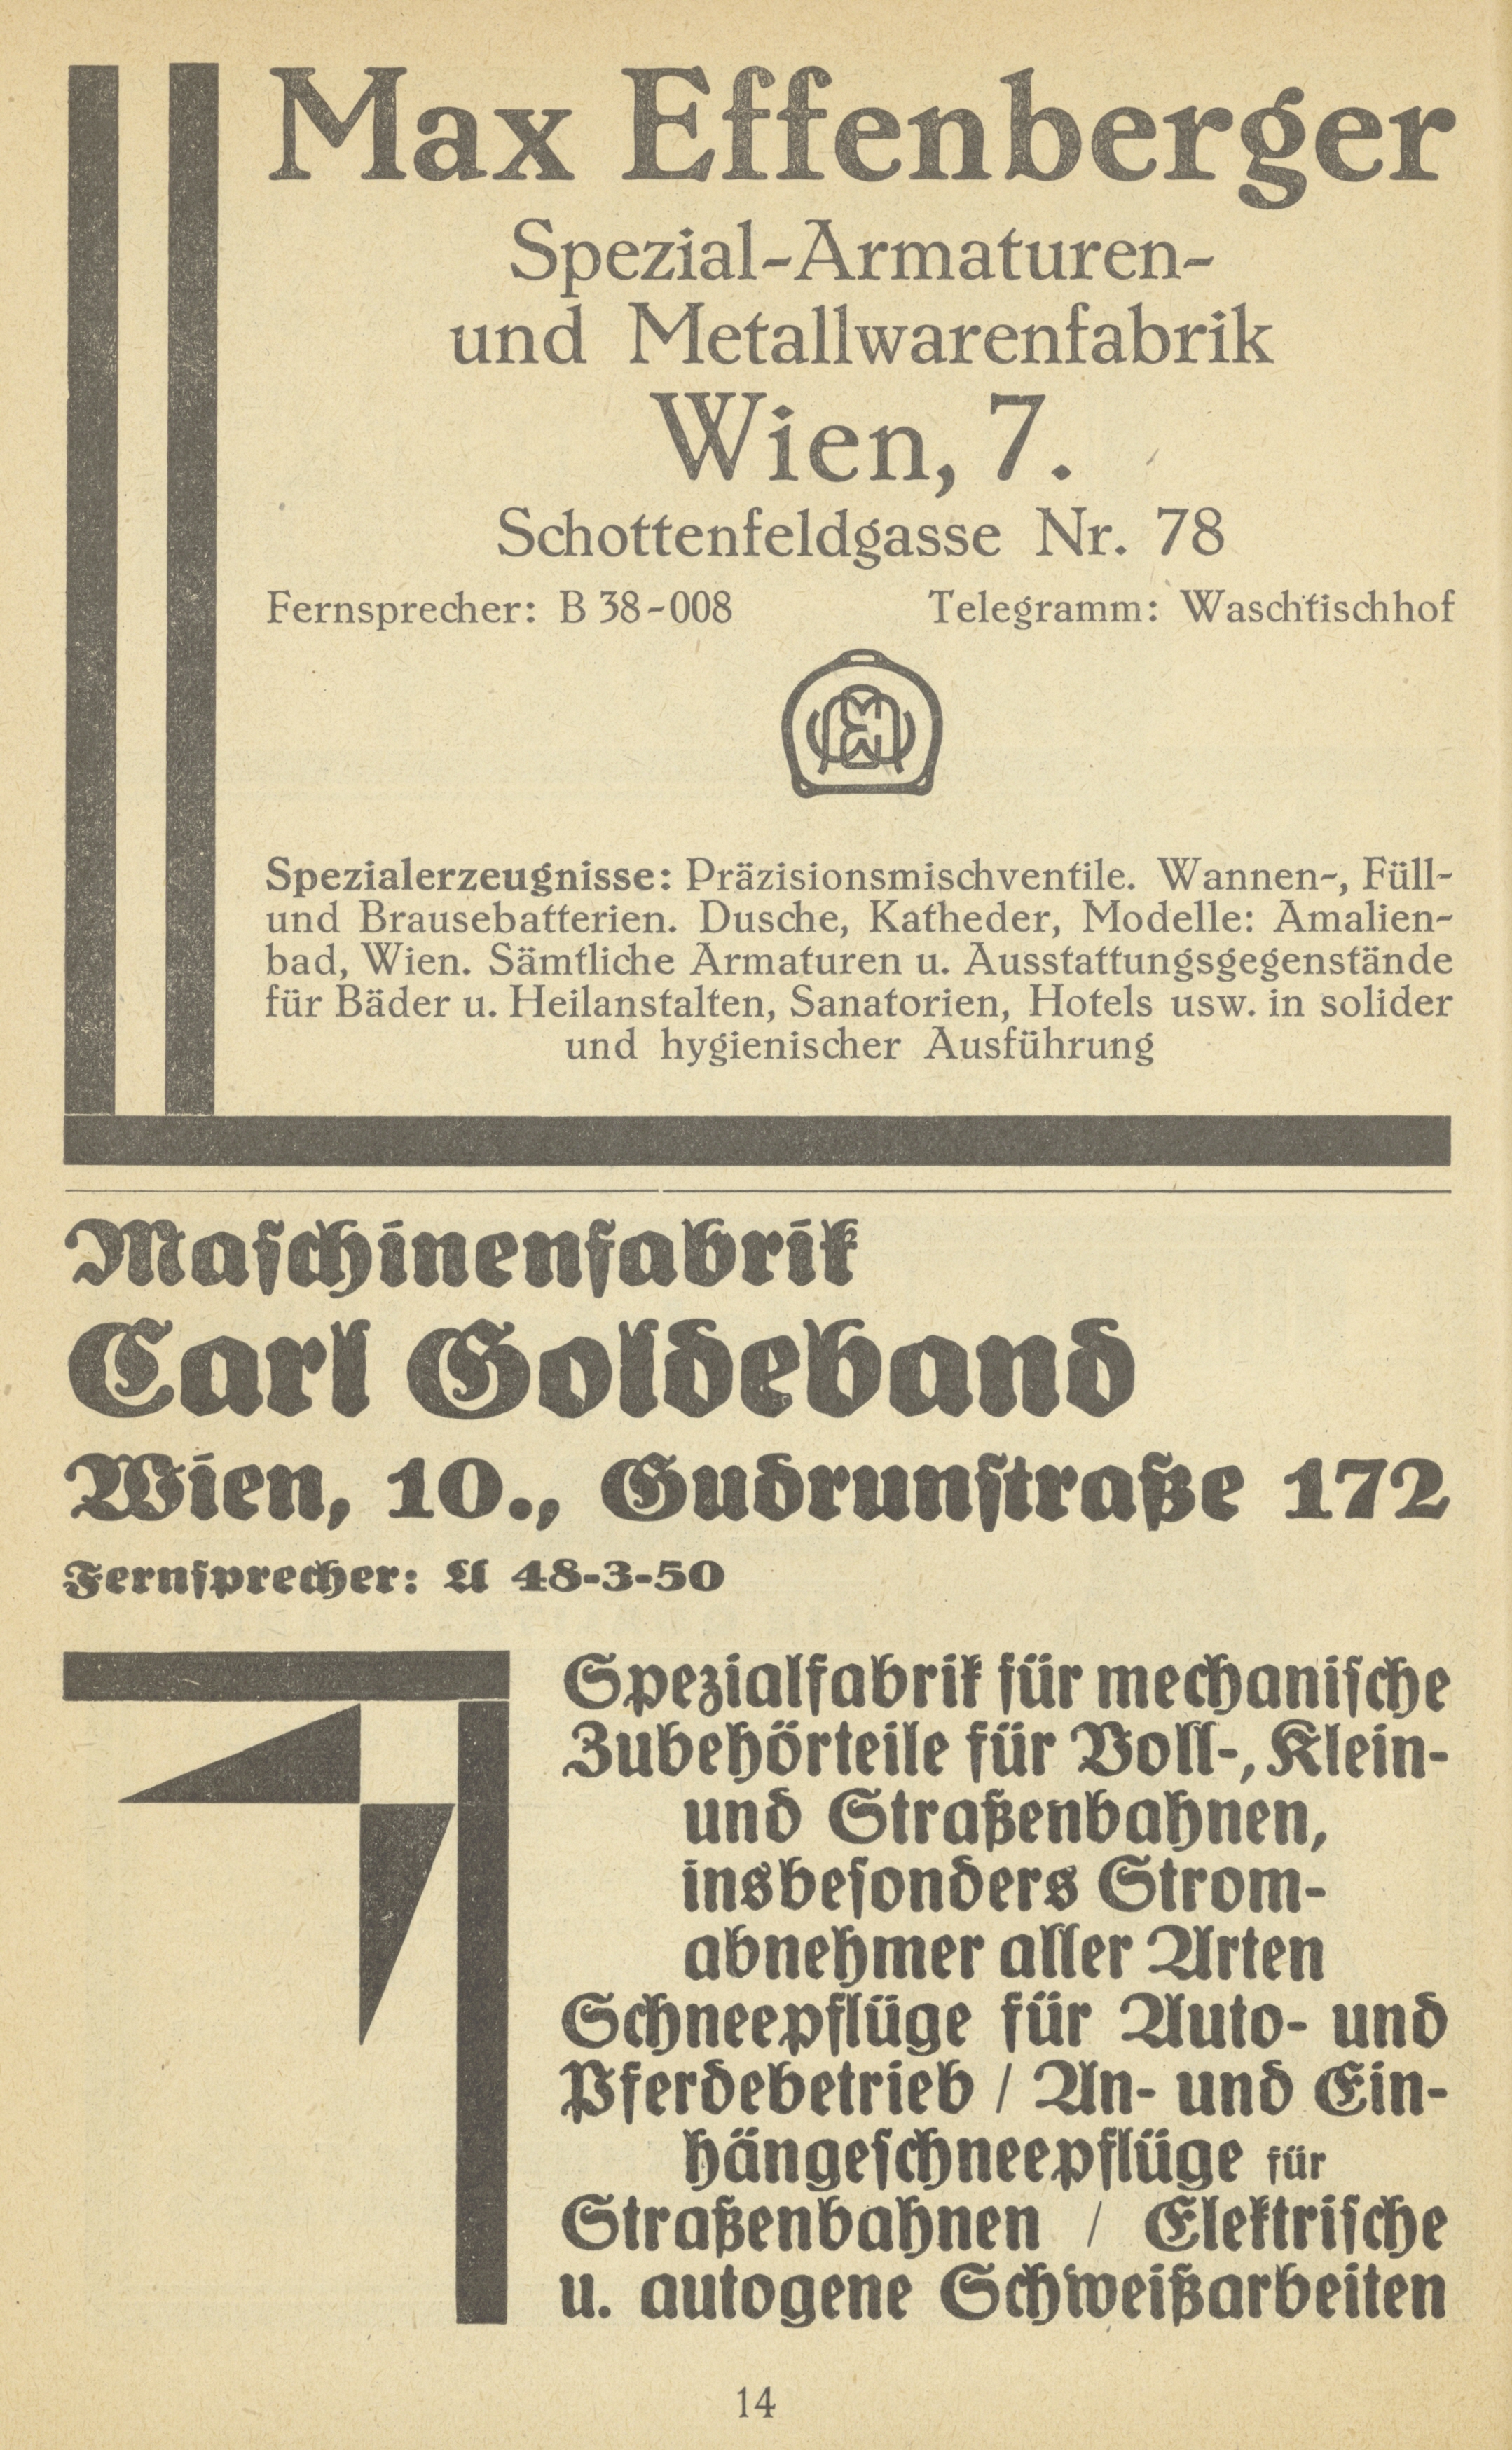 Max Effenberger
Spezial-Armaturen-
und Metallwarenfabrik
Wien, 7.
Schottenfeldgasse Nr. 78
Fernsprecher: B 38-008 Telegramm: Waschtischhof
Spezialerzeugnisse: Präzisionsmischventile. Wannen-, Füll-
und Brausebatterien. Dusche, Katheder, Modelle: Amalien-
bad, Wien. Sämtliche Armaturen u. Ausstattungsgegenstände
für Bäder u. Heilanstalten, Sanatorien, Hotels usw. in solider
und hygienischer Ausführung
Maſchinenfabrik
Carl Goldeband
Wien, 10., Gudrunſtraße 172
Fernſprecher: U 48-3-50
Spezialfabrik für mechaniſche
Zubehörteile für Voll-, Klein-
und Straßenbahnen,
insbeſonders Strom-
abnehmer aller Arten
Schneepflüge für Auto- und
Pferdebetrieb / An- und Ein-
hängeſchneepflüge für
Straßenbahnen / Elektriſche
u. autogene Schweißarbeiten
14